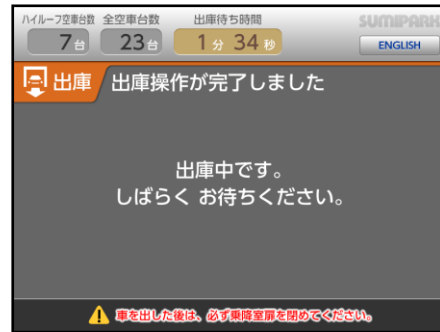 ハイルーフ空車台数 全空車台数 出庫待ち時間 SUMIPARK
7台 23台 1分 34秒 ENGLISH
出庫 出庫操作が完了しました
出庫中です。
しばらく お待ちください。
車を出した後は、必ず乗降室扉を閉めてください。